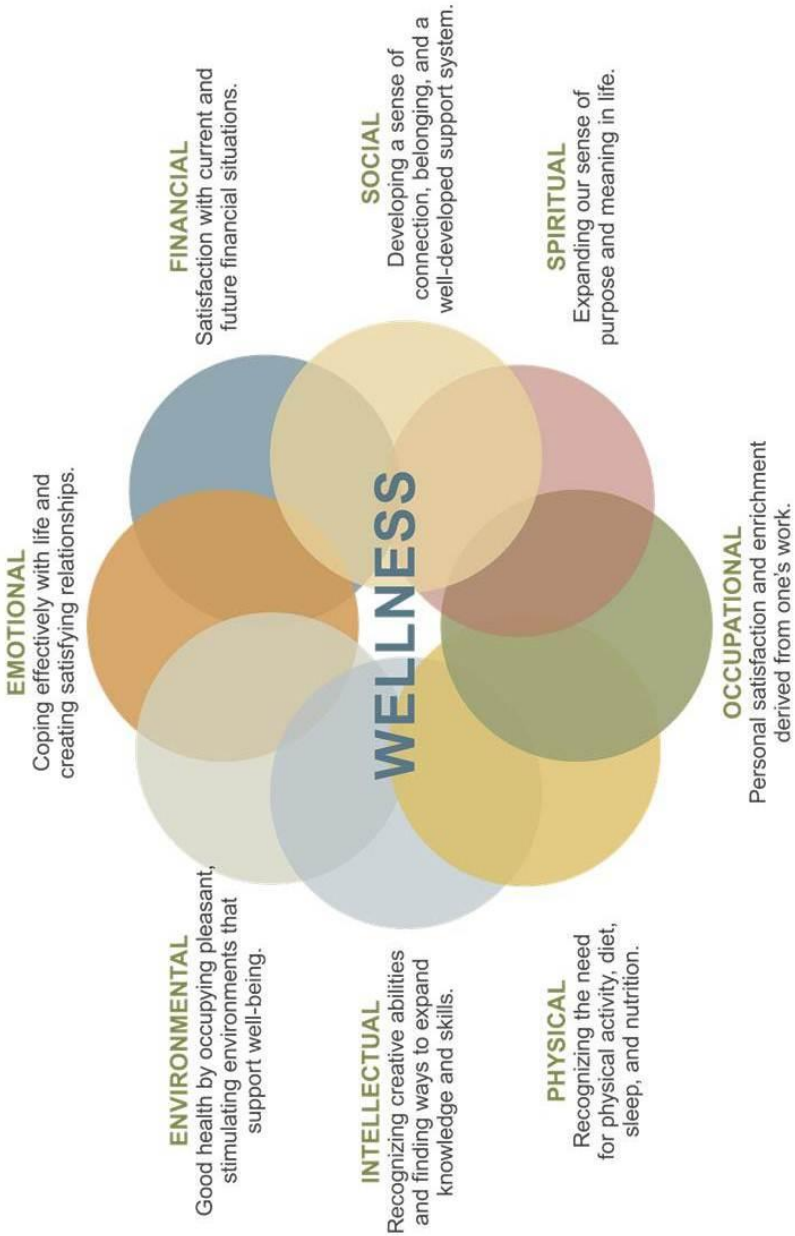 EMOTIONAL
Coping effectively with life and
creating satisfying relationships.
FINANCIAL
Satisfaction with current and
future financial situations.
SOCIAL
Developing a sense of
connection, belonging, and a
well-developed support system.
SPIRITUAL
Expanding our sense of
purpose and meaning in life.
OCCUPATIONAL
Personal satisfaction and enrichment
derived from one's work.
PHYSICAL
Recognizing the need
for physical activity, diet,
sleep, and nutrition.
INTELLECTUAL
Recognizing creative abilities
and finding ways to expand
knowledge and skills.
ENVIRONMENTAL
Good health by occupying pleasant,
stimulating environments that
support well-being.
WELLNESS